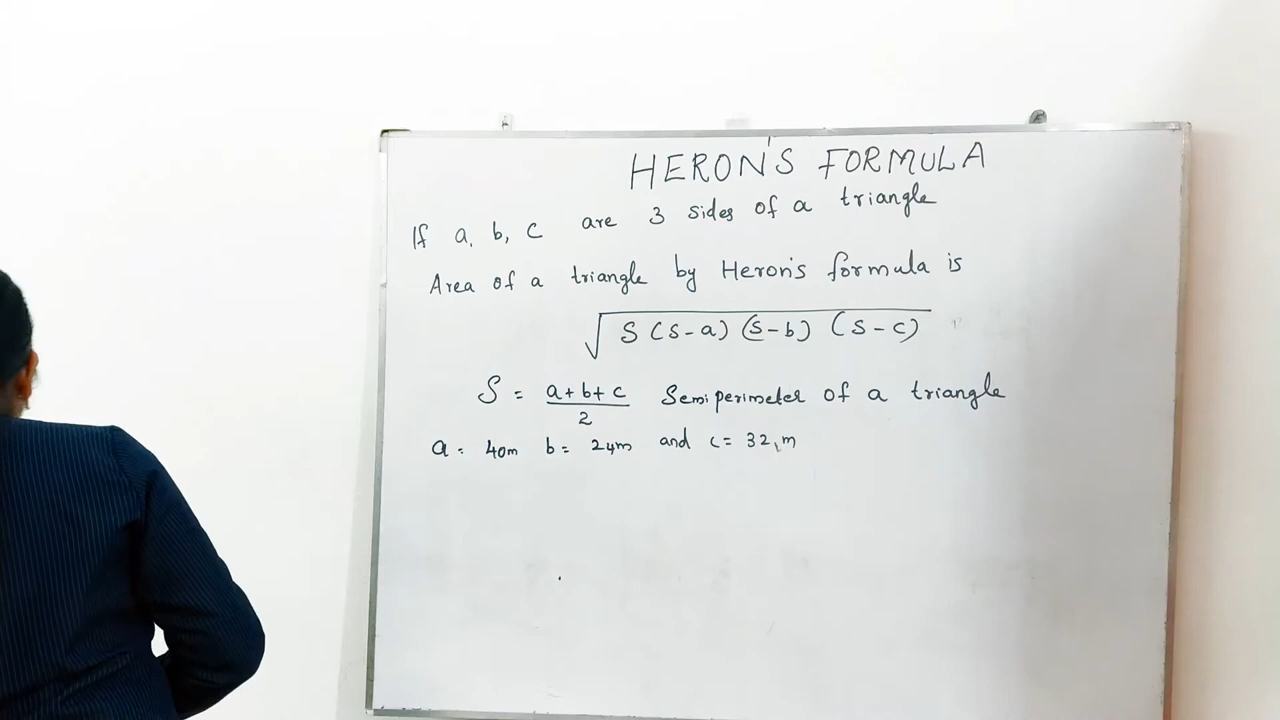 HERON'S FORMULA
If a, b, c are 3 sides of a triangle
Area of a triangle by Heron's formula is
√S(S-a)(S-b)(S-c)
S = a+b+c/2 Semiperimeter of a triangle
a = 40m b = 24m and c = 32m